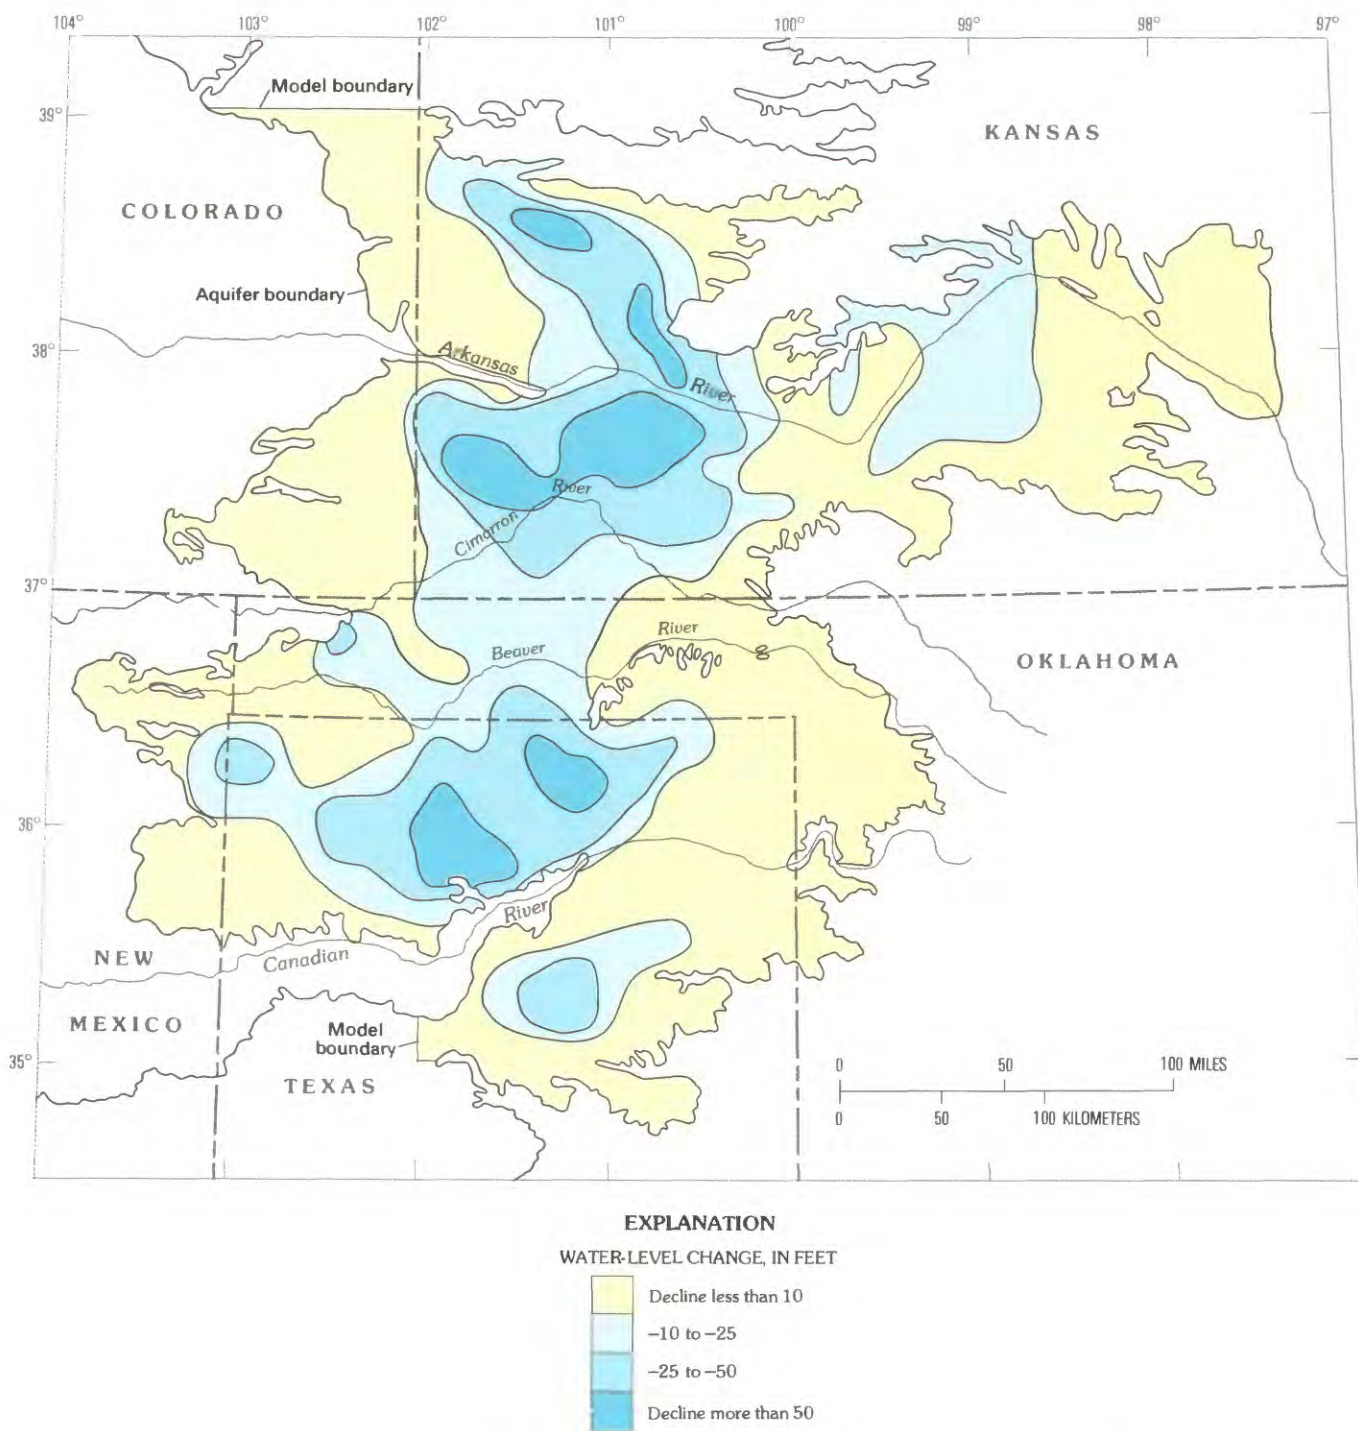 104°
103°
102°
101°
100°
99°
98°
97°
Model boundary
39°
KANSAS
COLORADO
Aquifer boundary
38°
Arkansas
River
River
Cimarron
37°
River
Beaver
OKLAHOMA
36°
River
NEW
Canadian
MEXICO
Model
boundary
35°
TEXAS
0 50 100 MILES
0 50 100 KILOMETERS
EXPLANATION
WATER-LEVEL CHANGE, IN FEET
Decline less than 10
−10 to −25
−25 to −50
Decline more than 50